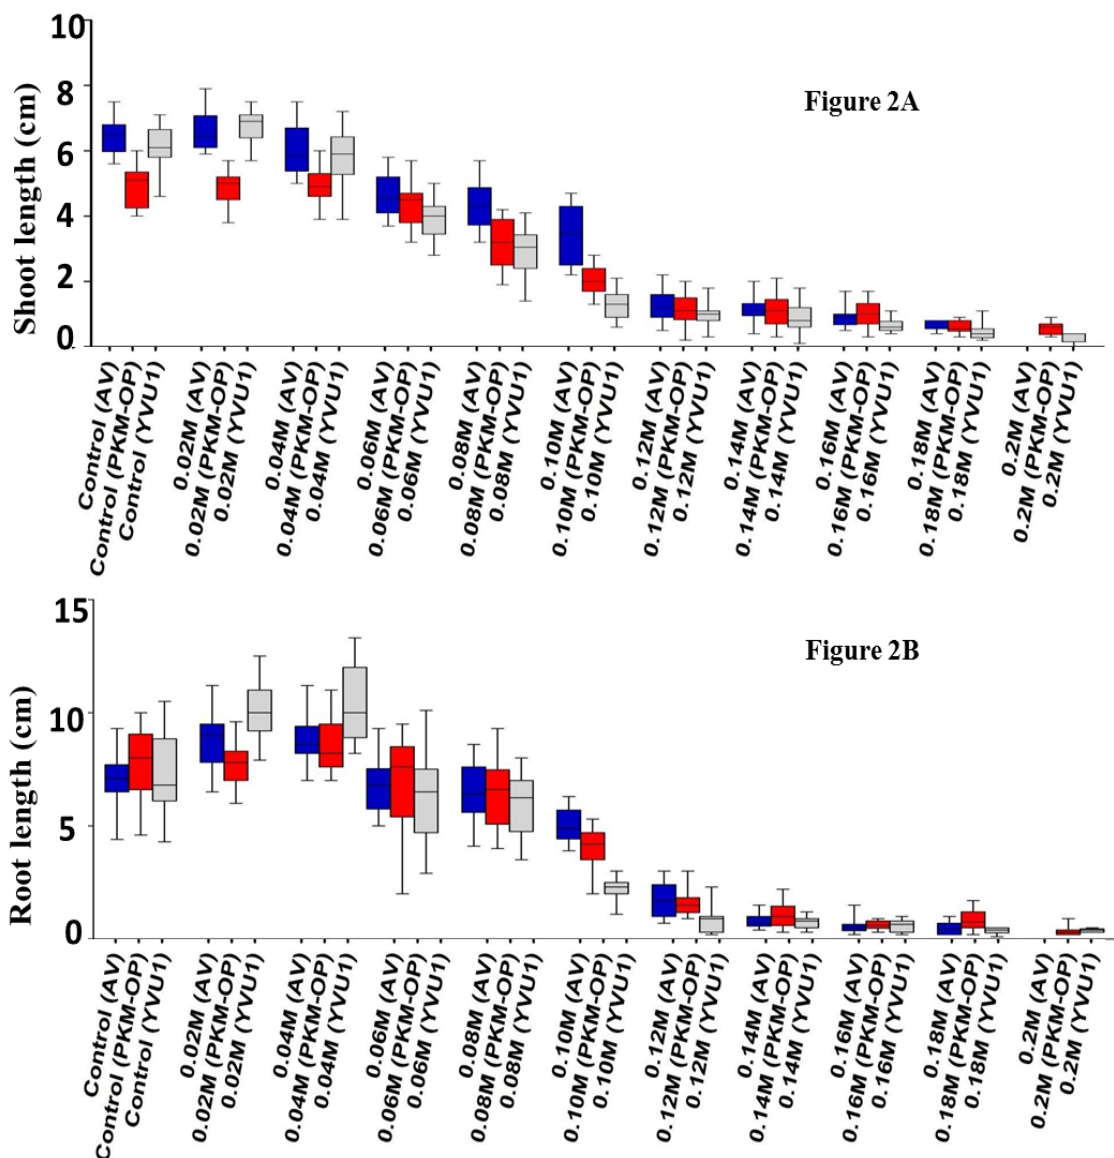 10
8
6
4
2
0
Shoot length (cm)
Figure 2A
Control (AV)
Control (PKM-OP)
Control (YVU1)
0.02M (AV)
0.02M (PKM-OP)
0.02M (YVU1)
0.04M (AV)
0.04M (PKM-OP)
0.04M (YVU1)
0.06M (AV)
0.06M (PKM-OP)
0.06M (YVU1)
0.08M (AV)
0.08M (PKM-OP)
0.08M (YVU1)
0.10M (AV)
0.10M (PKM-OP)
0.10M (YVU1)
0.12M (AV)
0.12M (PKM-OP)
0.12M (YVU1)
0.14M (AV)
0.14M (PKM-OP)
0.14M (YVU1)
0.16M (AV)
0.16M (PKM-OP)
0.16M (YVU1)
0.18M (AV)
0.18M (PKM-OP)
0.18M (YVU1)
0.2M (AV)
0.2M (PKM-OP)
0.2M (YVU1)
15
10
5
0
Root length (cm)
Figure 2B
Control (AV)
Control (PKM-OP)
Control (YVU1)
0.02M (AV)
0.02M (PKM-OP)
0.02M (YVU1)
0.04M (AV)
0.04M (PKM-OP)
0.04M (YVU1)
0.06M (AV)
0.06M (PKM-OP)
0.06M (YVU1)
0.08M (AV)
0.08M (PKM-OP)
0.08M (YVU1)
0.10M (AV)
0.10M (PKM-OP)
0.10M (YVU1)
0.12M (AV)
0.12M (PKM-OP)
0.12M (YVU1)
0.14M (AV)
0.14M (PKM-OP)
0.14M (YVU1)
0.16M (AV)
0.16M (PKM-OP)
0.16M (YVU1)
0.18M (AV)
0.18M (PKM-OP)
0.18M (YVU1)
0.2M (AV)
0.2M (PKM-OP)
0.2M (YVU1)